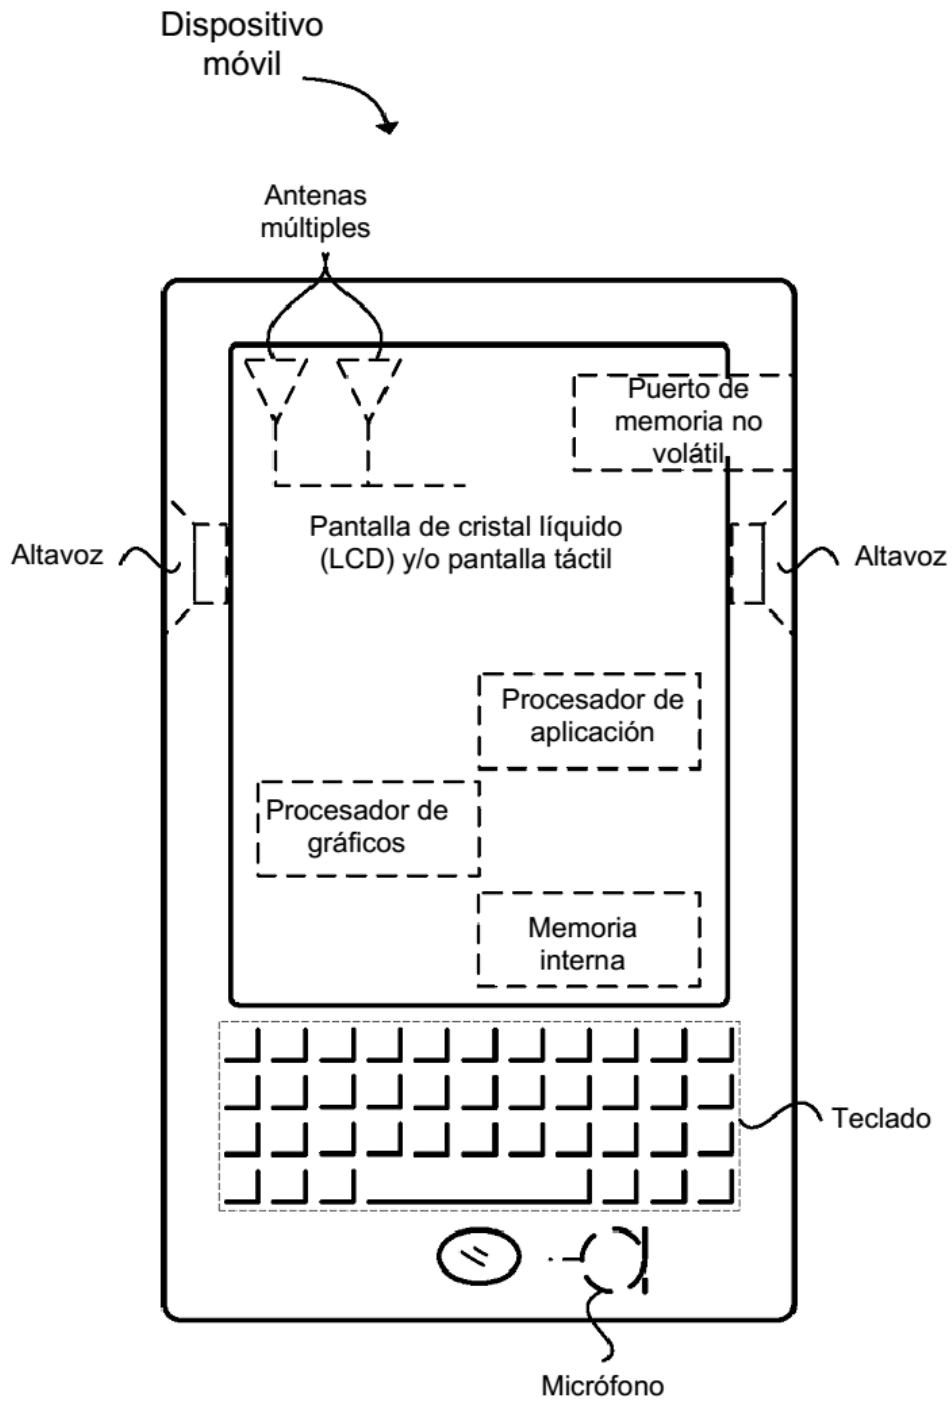 Dispositivo
móvil
Antenas
múltiples
Puerto de
memoria no
volátil
Pantalla de cristal líquido
(LCD) y/o pantalla táctil
Altavoz
Altavoz
Procesador de
aplicación
Procesador de
gráficos
Memoria
interna
Teclado
Micrófono